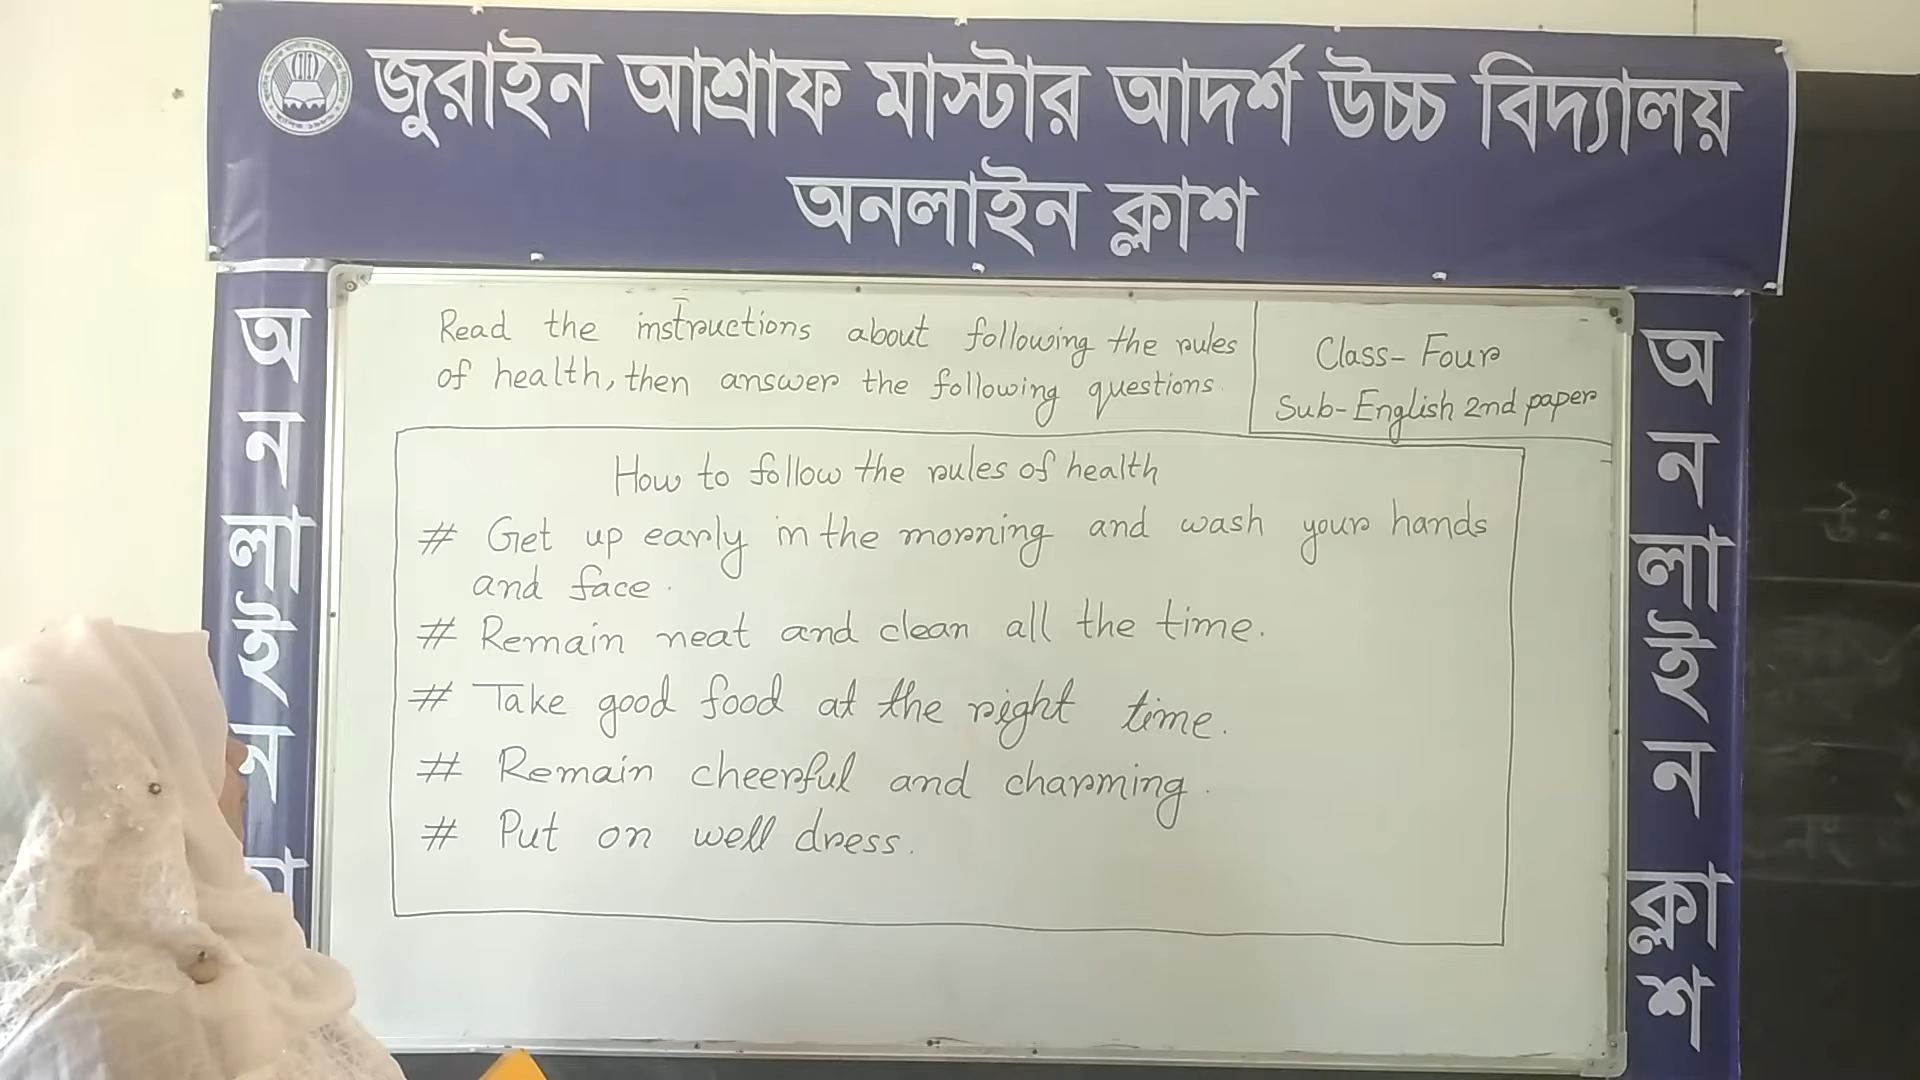 জুরাইন আশ্রাফ মাস্টার আদর্শ উচ্চ বিদ্যালয়
অনলাইন ক্লাশ
Read the instructions about following the rules
of health, then answer the following questions.
Class- Four
Sub- English 2nd paper
How to follow the rules of health
# Get up early in the morning and wash your hands
and face.
# Remain neat and clean all the time.
# Take good food at the right time.
# Remain cheerful and charming.
# Put on well dress.
অনলাইন
অনলাইন ক্লাশ